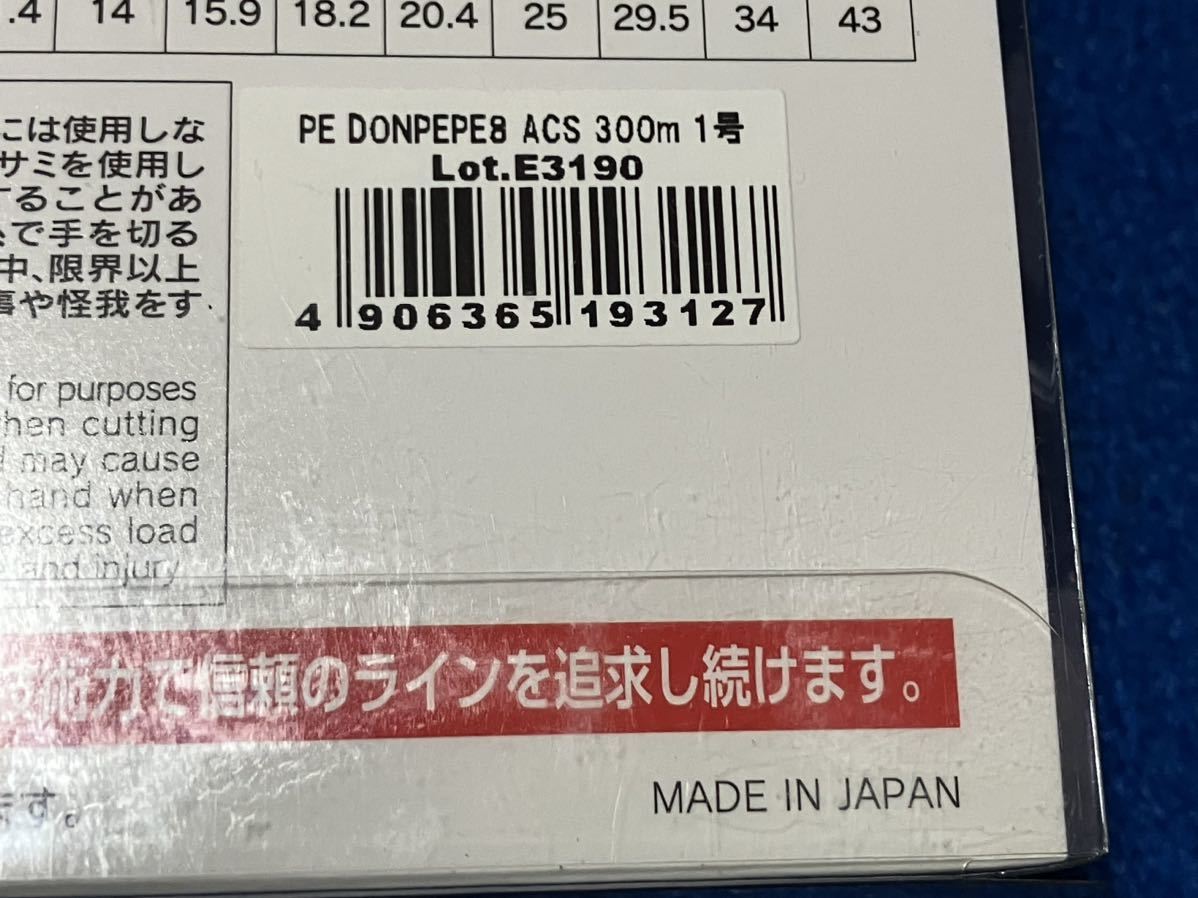 .4 14 15.9 18.2 20.4 25 29.5 34 43
には使用しな
サミを使用し
することがあ
で手を切る
中、限界以上
事や怪我をす
PE DONPEPE8 ACS 300m 1号
Lot.E3190
4 906365 193127
for purposes
hen cutting
may cause
hand when
excess load
and injury
術力で信頼のラインを追求し続けます。
ます。
MADE IN JAPAN